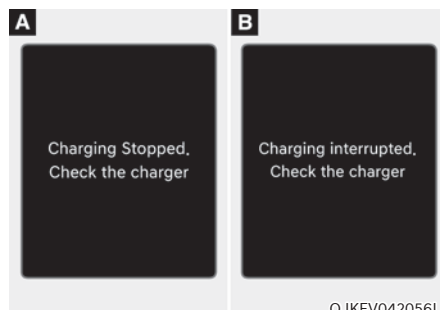 A
Charging Stopped.
Check the charger
B
Charging interrupted.
Check the charger